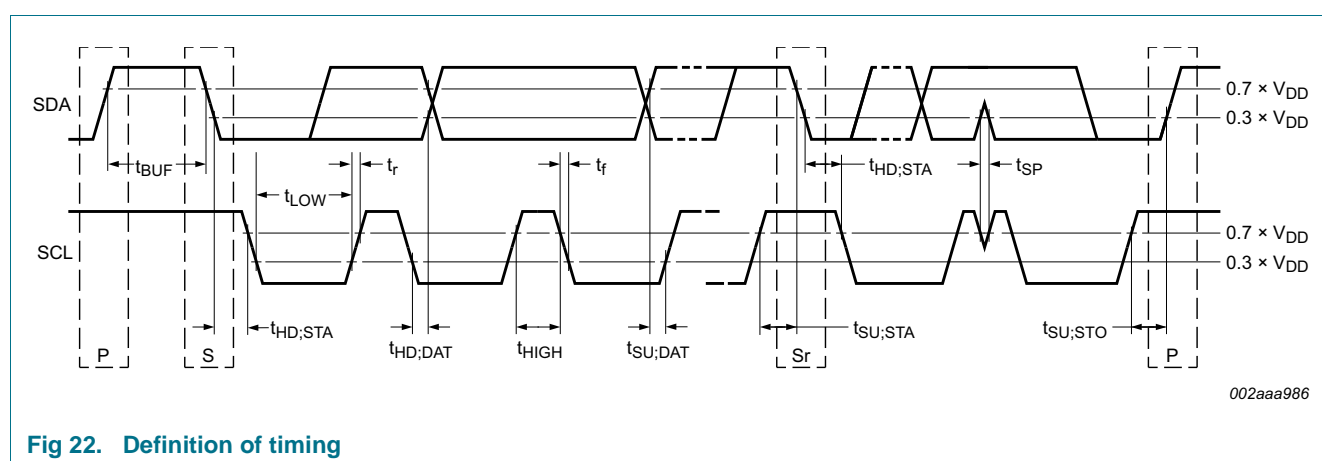 SDA
0.7 × VDD
0.3 × VDD
tBUF
tLOW
tr
tf
tHD;STA
tSP
SCL
0.7 × VDD
0.3 × VDD
tHD;STA
tHD;DAT
tHIGH
tSU;DAT
tSU;STA
tSU;STO
P
S
Sr
P
002aaa986
Fig 22. Definition of timing